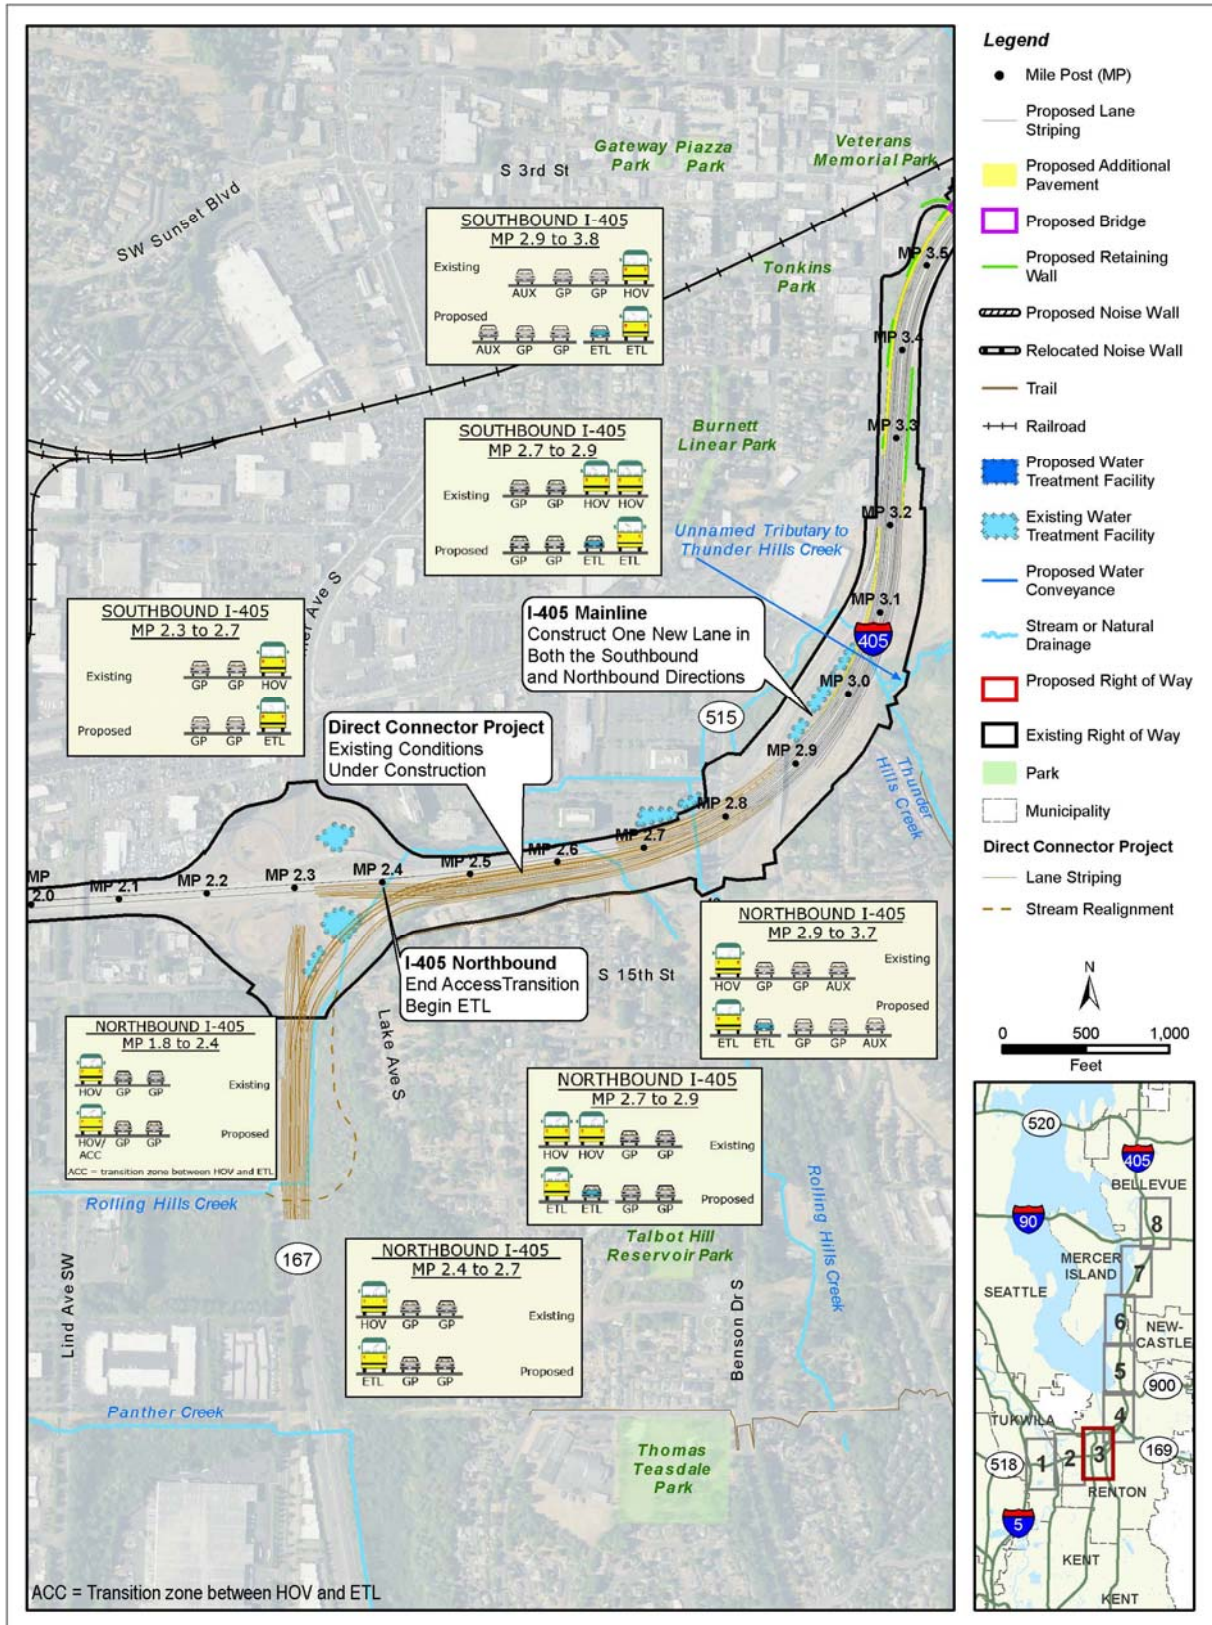 Gateway Piazza
Park Park
Veterans
Memorial Park
S 3rd St
SW Sunset Blvd
SOUTHBOUND I-405
MP 2.9 to 3.8
Existing
AUX GP GP HOV
Proposed
AUX GP GP ETL ETL
Tonkins
Park
MP 3.5
MP 3.4
MP 3.3
MP 3.2
MP 3.1
MP 3.0
MP 2.9
MP 2.8
MP 2.7
MP 2.6
MP 2.5
MP 2.4
MP 2.3
MP 2.2
MP 2.1
MP
2.0
SOUTHBOUND I-405
MP 2.7 to 2.9
Existing
GP GP HOV HOV
Proposed
GP GP ETL ETL
Burnett
Linear Park
Unnamed Tributary to
Thunder Hills Creek
I-405 Mainline
Construct One New Lane in
Both the Southbound
and Northbound Directions
405
515
SOUTHBOUND I-405
MP 2.3 to 2.7
Existing
GP GP HOV
Proposed
GP GP ETL
Ave S
Direct Connector Project
Existing Conditions
Under Construction
Thunder
Hills Creek
I-405 Northbound
End AccessTransition
Begin ETL
S 15th St
Lake Ave S
NORTHBOUND I-405
MP 2.9 to 3.7
Existing
HOV GP GP AUX
Proposed
ETL ETL GP GP AUX
NORTHBOUND I-405
MP 1.8 to 2.4
Existing
HOV GP GP
Proposed
HOV/
ACC GP GP
ACC = transition zone between HOV and ETL
NORTHBOUND I-405
MP 2.7 to 2.9
Existing
HOV HOV GP GP
Proposed
ETL ETL GP GP
Rolling Hills Creek
Rolling Hills Creek
Talbot Hill
Reservoir Park
167
Lind Ave SW
Benson Dr S
NORTHBOUND I-405
MP 2.4 to 2.7
Existing
HOV GP GP
Proposed
ETL GP GP
Panther Creek
Thomas
Teasdale
Park
ACC = Transition zone between HOV and ETL
Legend
Mile Post (MP)
Proposed Lane
Striping
Proposed Additional
Pavement
Proposed Bridge
Proposed Retaining
Wall
Proposed Noise Wall
Relocated Noise Wall
Trail
Railroad
Proposed Water
Treatment Facility
Existing Water
Treatment Facility
Proposed Water
Conveyance
Stream or Natural
Drainage
Proposed Right of Way
Existing Right of Way
Park
Municipality
Direct Connector Project
Lane Striping
Stream Realignment
N
0 500 1,000
Feet
520
405
BELLEVUE
90
8
MERCER
ISLAND
7
SEATTLE
6
NEW-
CASTLE
5
900
4
TUKWILA
518
1
2
3
169
RENTON
5
KENT
KENT